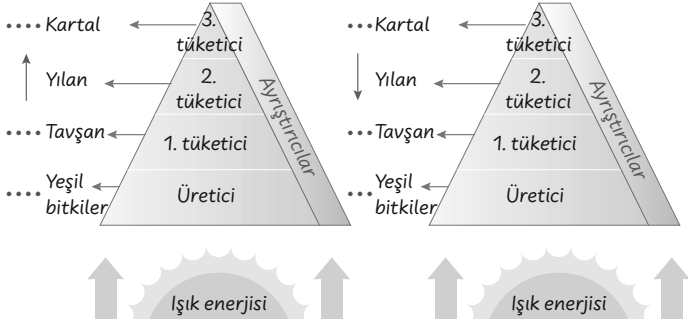 .... Kartal
3.
tüketici
Yılan
2.
tüketici
.... Tavşan
1. tüketici
.... Yeşil
bitkiler
Üretici
Ayrıştırıcılar
Işık enerjisi
... Kartal
3.
tüketici
Yılan
2.
tüketici
... Tavşan
1. tüketici
... Yeşil
bitkiler
Üretici
Ayrıştırıcılar
Işık enerjisi